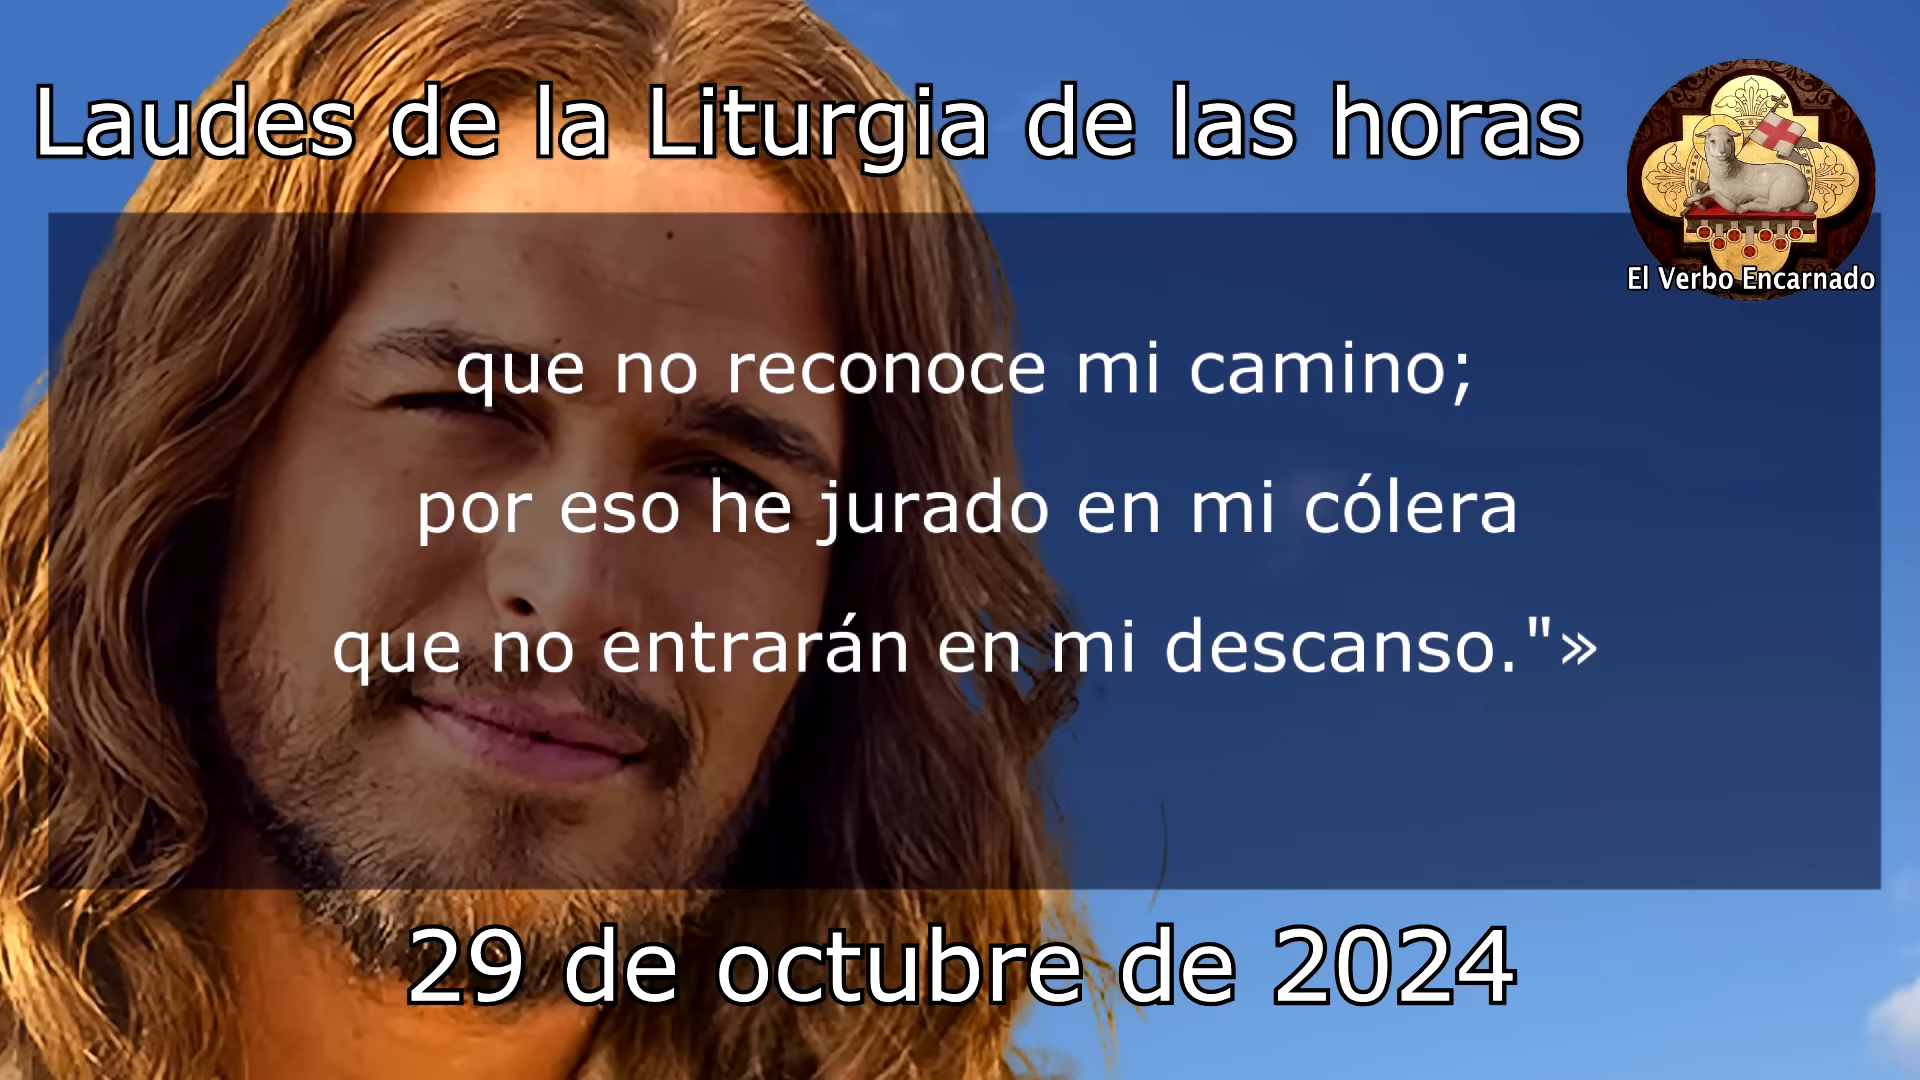 Laudes de la Liturgia de las horas
El Verbo Encarnado
que no reconoce mi camino;
por eso he jurado en mi cólera
que no entrarán en mi descanso."»
29 de octubre de 2024